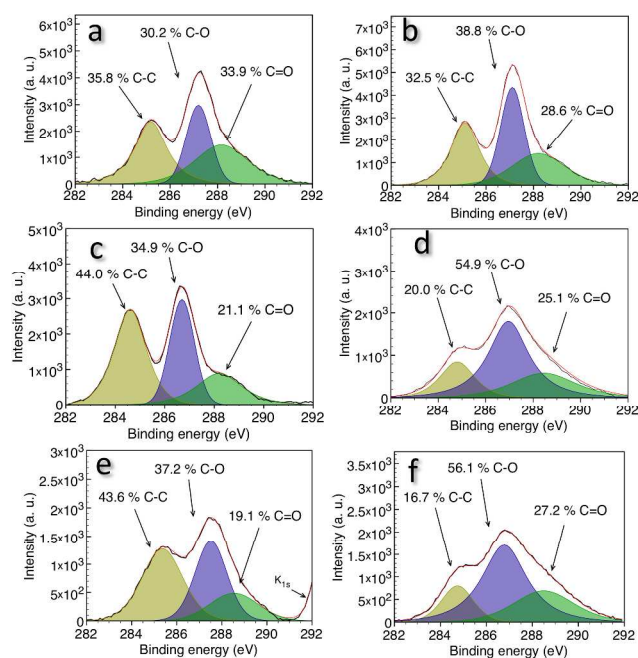 a
30.2 % C-O
35.8 % C-C
33.9 % C=O
Intensity (a. u.)
6×10³
5×10³
4×10³
3×10³
2×10³
1×10³
0
282 284 286 288 290 292
Binding energy (eV)
b
38.8 % C-O
32.5 % C-C
28.6 % C=O
Intensity (a. u.)
7×10³
6×10³
4×10³
3×10³
1×10³
0
282 284 286 288 290 292
Binding energy (eV)
c
34.9 % C-O
44.0 % C-C
21.1 % C=O
Intensity (a. u.)
5×10³
4×10³
3×10³
2×10³
1×10³
0
282 284 286 288 290 292
Binding energy (eV)
d
54.9 % C-O
20.0 % C-C
25.1 % C=O
Intensity (a. u.)
4×10³
3×10³
2×10³
1×10³
0
282 284 286 288 290 292
Binding energy (eV)
e
37.2 % C-O
43.6 % C-C
19.1 % C=O
K1s
Intensity (a. u.)
3×10³
2.5×10³
2×10³
1.5×10³
1×10³
5×10²
0
282 284 286 288 290 292
Binding energy (eV)
f
56.1 % C-O
16.7 % C-C
27.2 % C=O
Intensity (a. u.)
3.5×10³
3×10³
2.5×10³
2×10³
1.5×10³
1×10³
5×10²
0
282 284 286 288 290 292
Binding energy (eV)